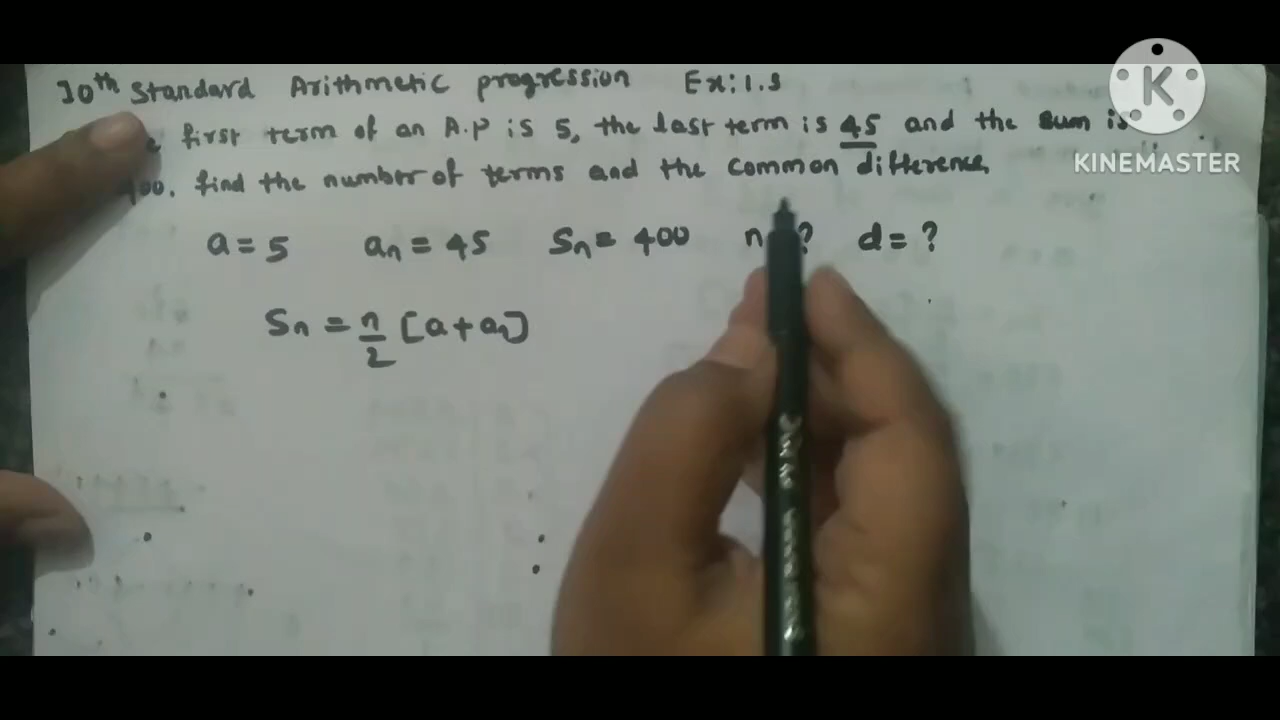 10th Standard Arithmetic progression Ex:1.3
first term of an A.P is 5, the last term is 45 and the sum is
400. find the number of terms and the common difference.
a = 5 an = 45 Sn = 400 n ? d = ?
Sn = n/2 [a + an]
K
KINEMASTER